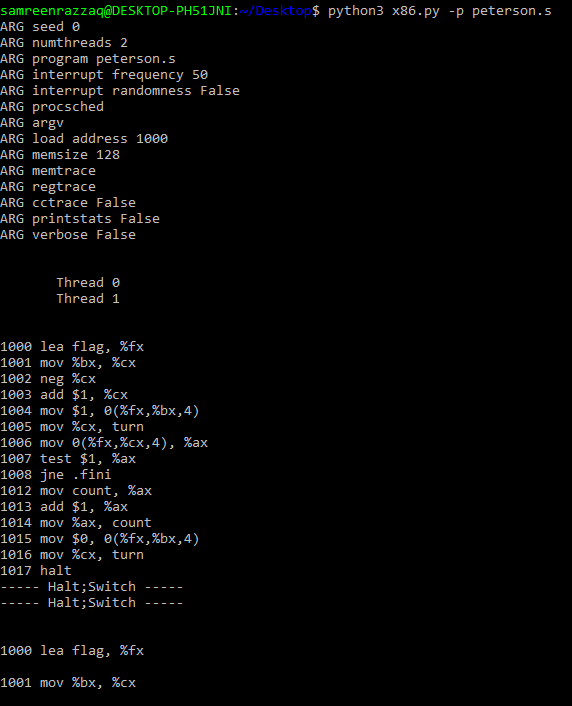 samreenrazzaq@DESKTOP-PH51JNI:~/Desktop$ python3 x86.py -p peterson.s
ARG seed 0
ARG numthreads 2
ARG program peterson.s
ARG interrupt frequency 50
ARG interrupt randomness False
ARG procsched
ARG argv
ARG load address 1000
ARG memsize 128
ARG memtrace
ARG regtrace
ARG cctrace False
ARG printstats False
ARG verbose False
Thread 0
Thread 1
1000 lea flag, %fx
1001 mov %bx, %cx
1002 neg %cx
1003 add $1, %cx
1004 mov $1, 0(%fx,%bx,4)
1005 mov %cx, turn
1006 mov 0(%fx,%cx,4), %ax
1007 test $1, %ax
1008 jne .fini
1012 mov count, %ax
1013 add $1, %ax
1014 mov %ax, count
1015 mov $0, 0(%fx,%bx,4)
1016 mov %cx, turn
1017 halt
----- Halt;Switch -----
----- Halt;Switch -----
1000 lea flag, %fx
1001 mov %bx, %cx